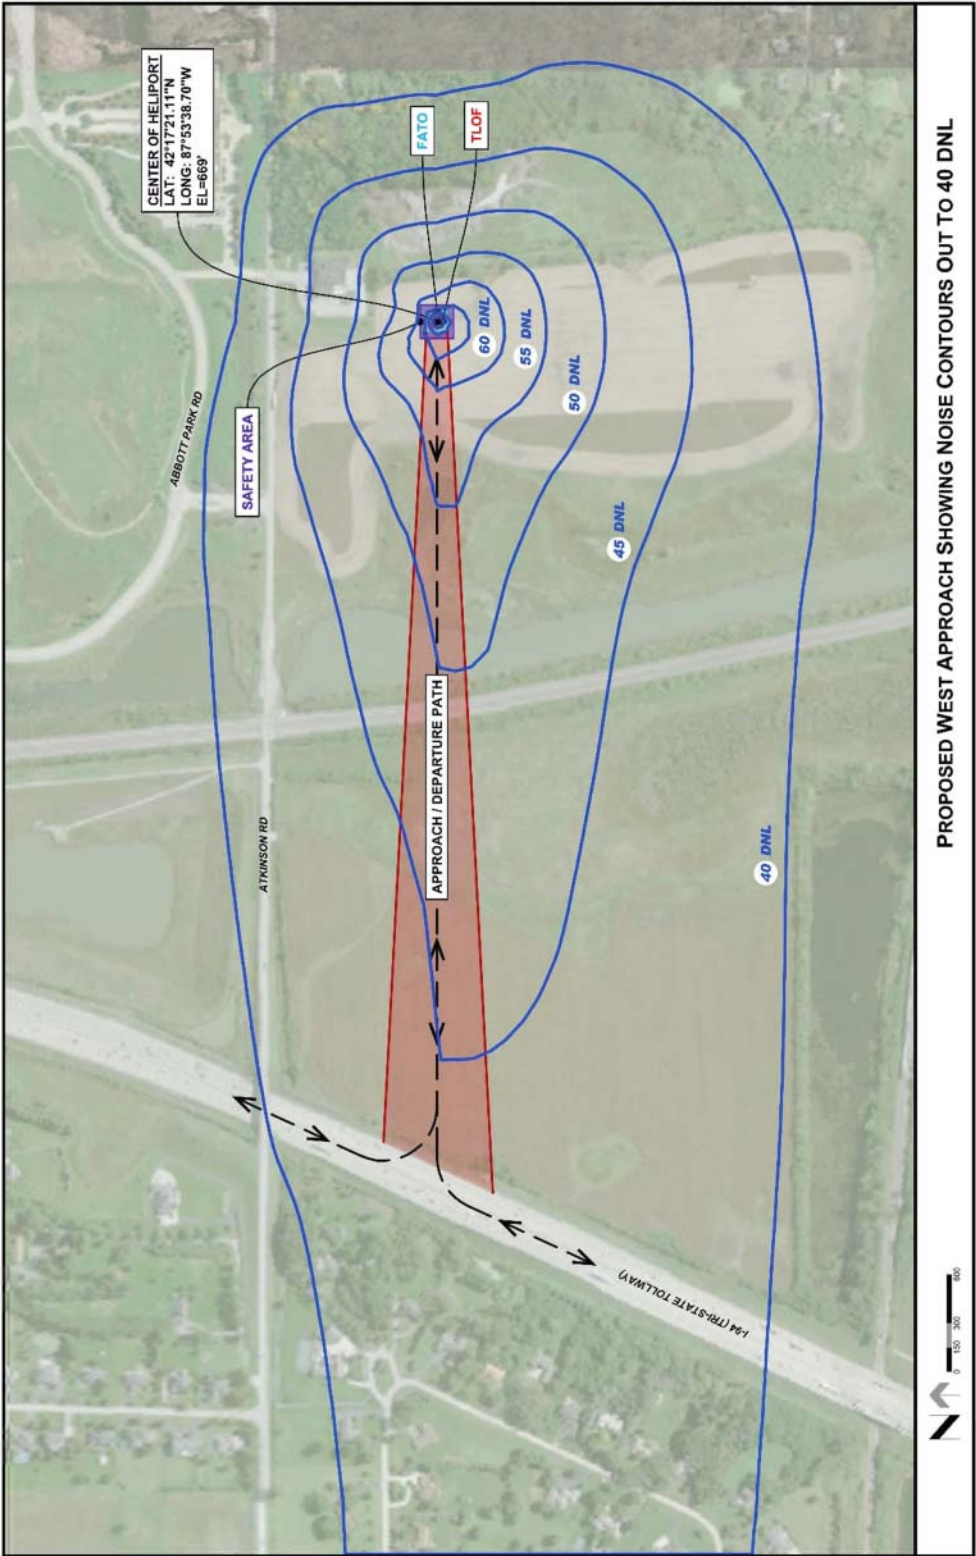 CENTER OF HELIPORT
LAT: 42°17'21.11"N
LONG: 87°53'38.70"W
EL=669'
FATO
TLOF
SAFETY AREA
ABBOTT PARK RD
ATKINSON RD
60 DNL
55 DNL
50 DNL
45 DNL
40 DNL
APPROACH / DEPARTURE PATH
I-94 (TRI-STATE TOLLWAY)
N
0 150 300 600
PROPOSED WEST APPROACH SHOWING NOISE CONTOURS OUT TO 40 DNL